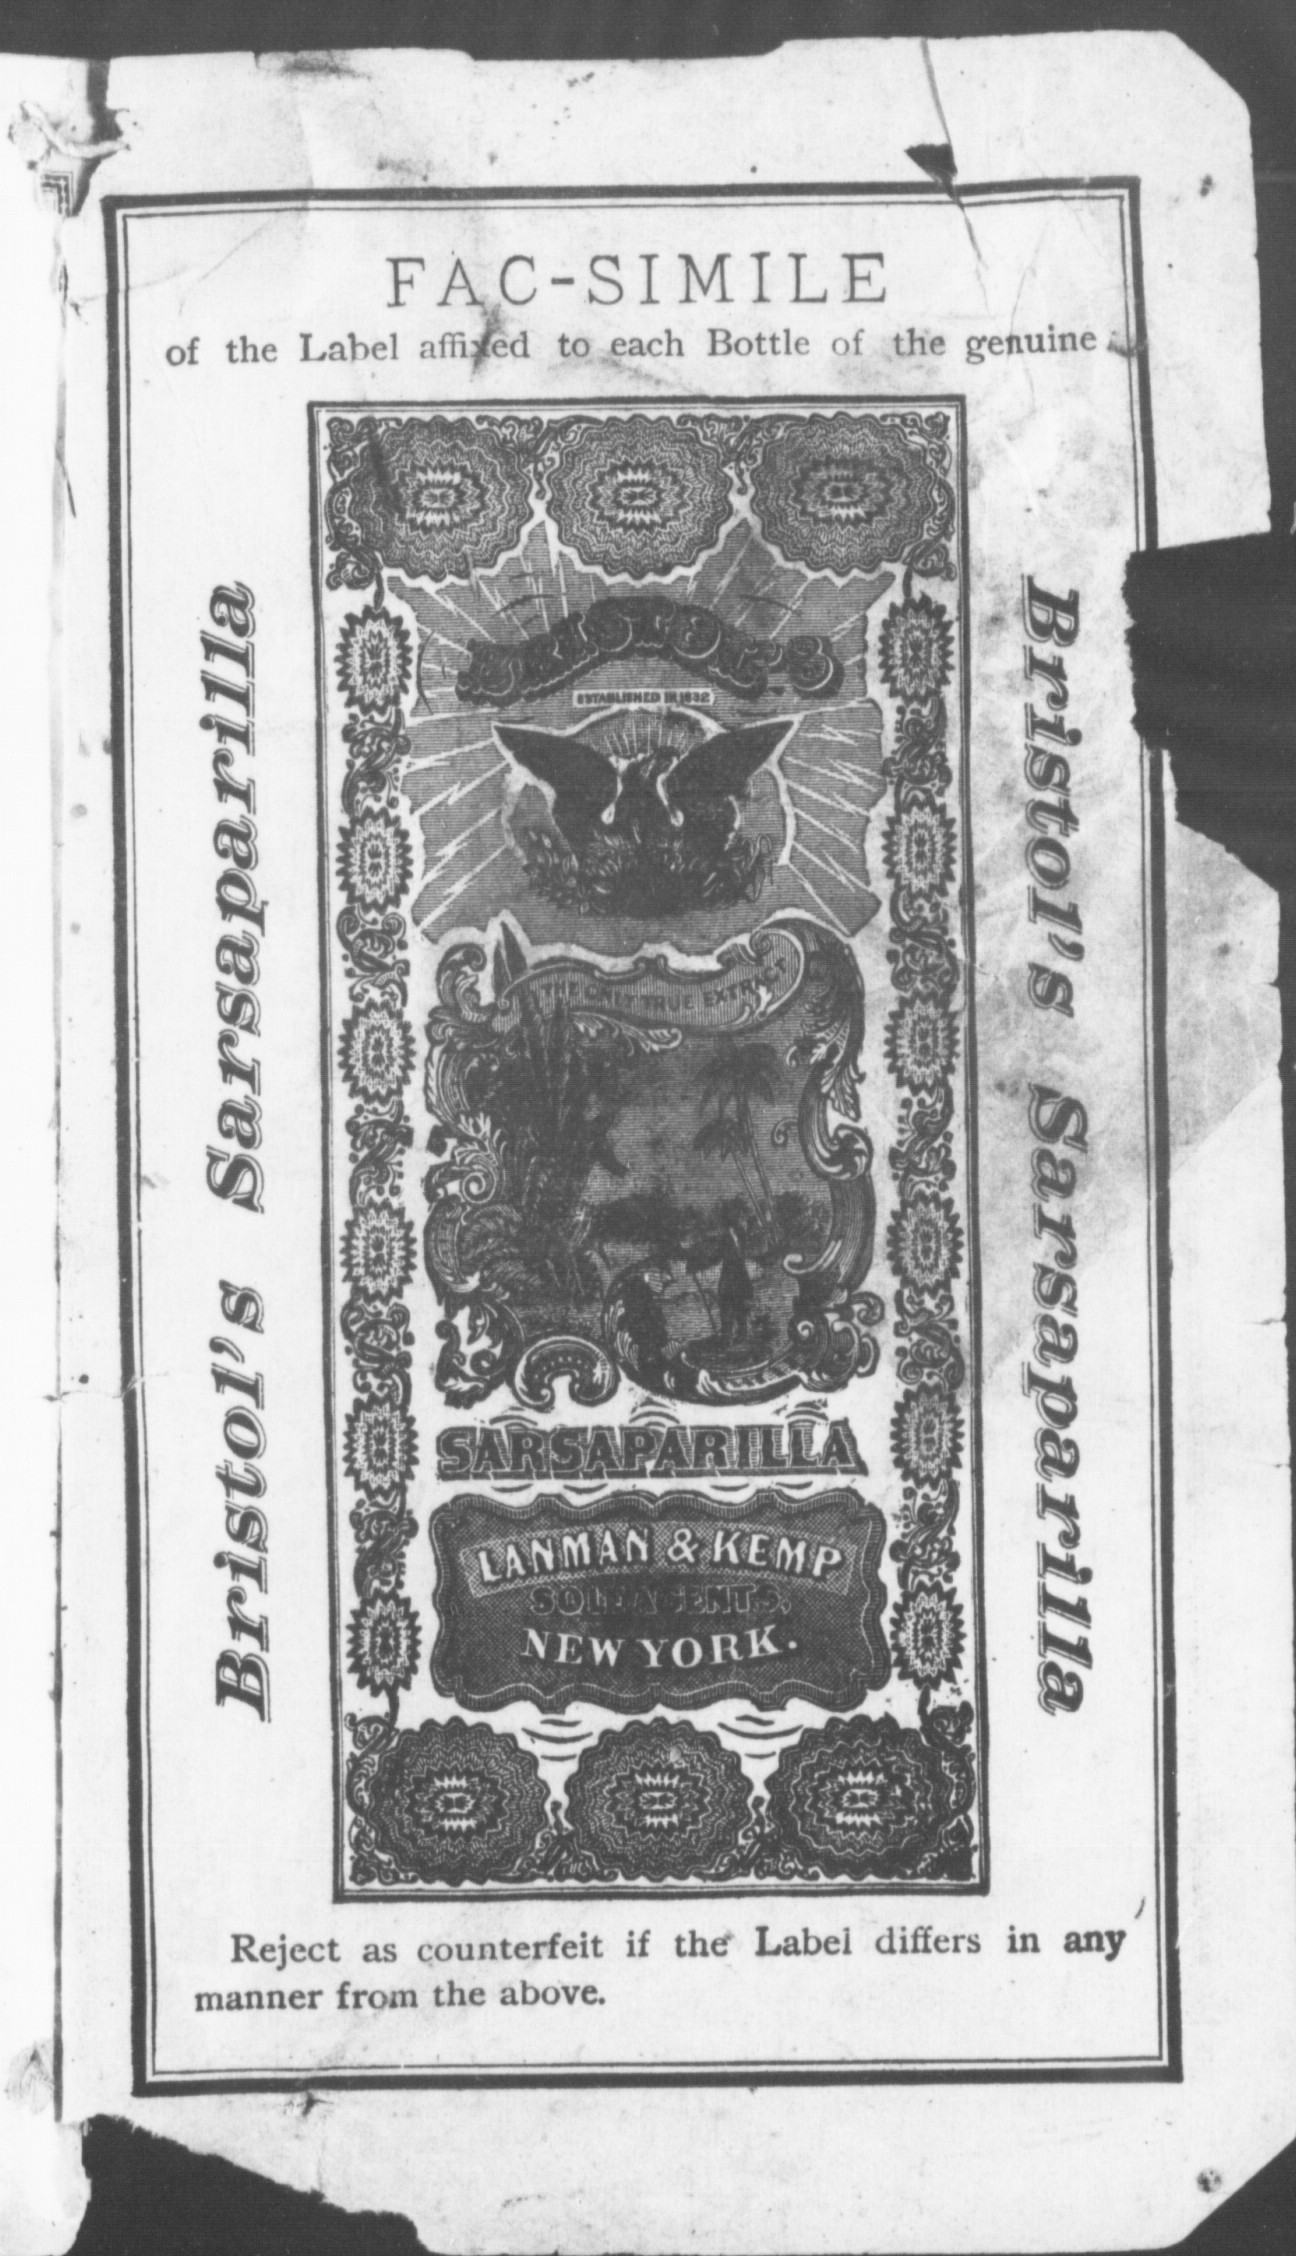 FAC-SIMILE
of the Label affixed to each Bottle of the genuine
Bristol's Sarsaparilla
BRISTOL'S
ESTABLISHED IN 1832
THE ONLY TRUE EXTRACT
SARSAPARILLA
LANMAN & KEMP
SOLE AGENTS,
NEW YORK.
Bristol's Sarsaparilla
Reject as counterfeit if the Label differs in any
manner from the above.